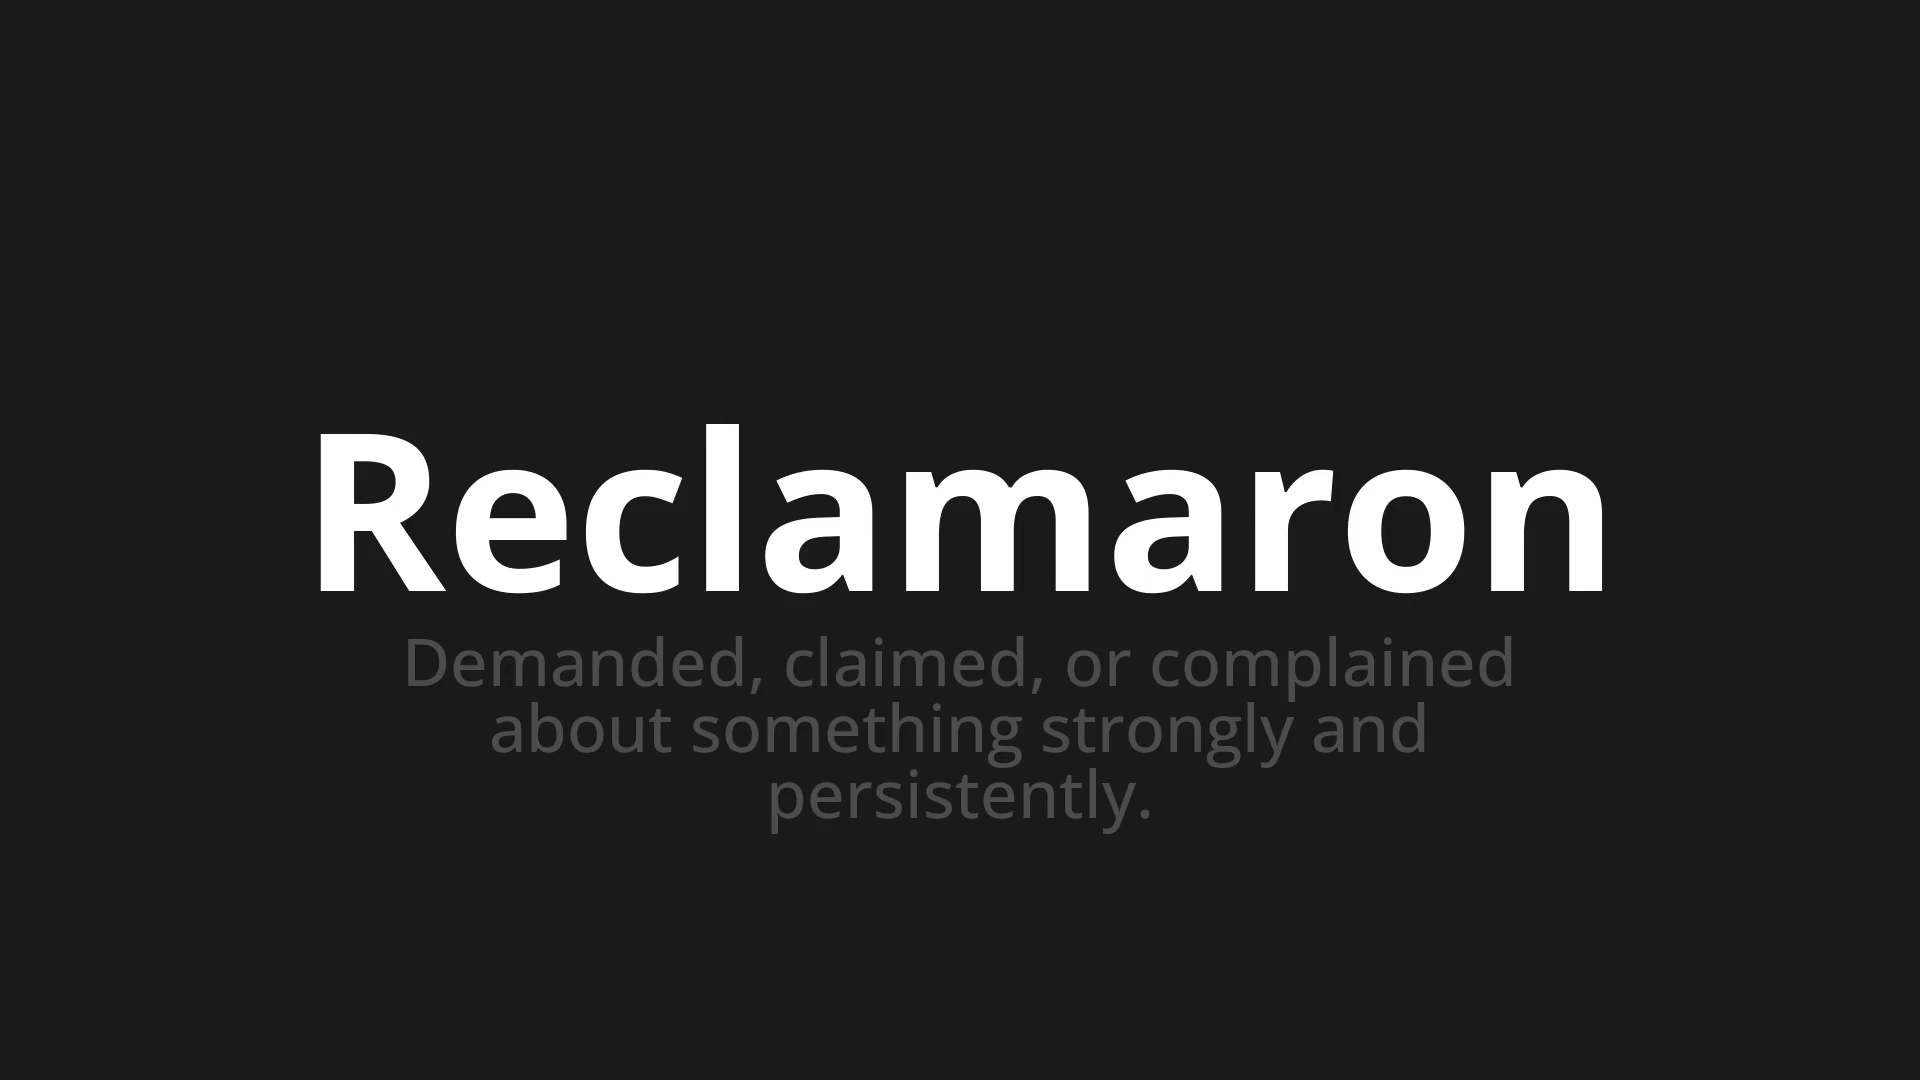 Reclamaron
Demanded, claimed, or complained
about something strongly and
persistently.